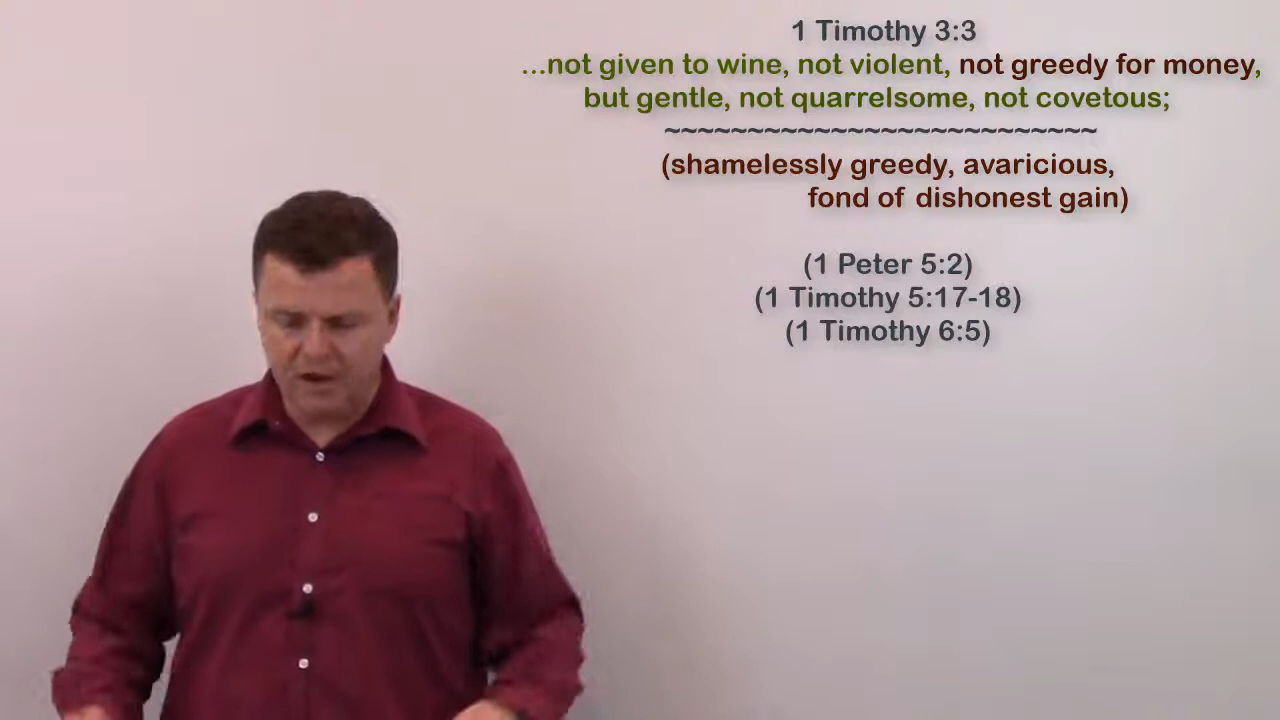 1 Timothy 3:3
...not given to wine, not violent, not greedy for money,
but gentle, not quarrelsome, not covetous;
~~~~~~~~~~~~~~~~~~~~~~~~~~
(shamelessly greedy, avaricious,
fond of dishonest gain)
(1 Peter 5:2)
(1 Timothy 5:17-18)
(1 Timothy 6:5)